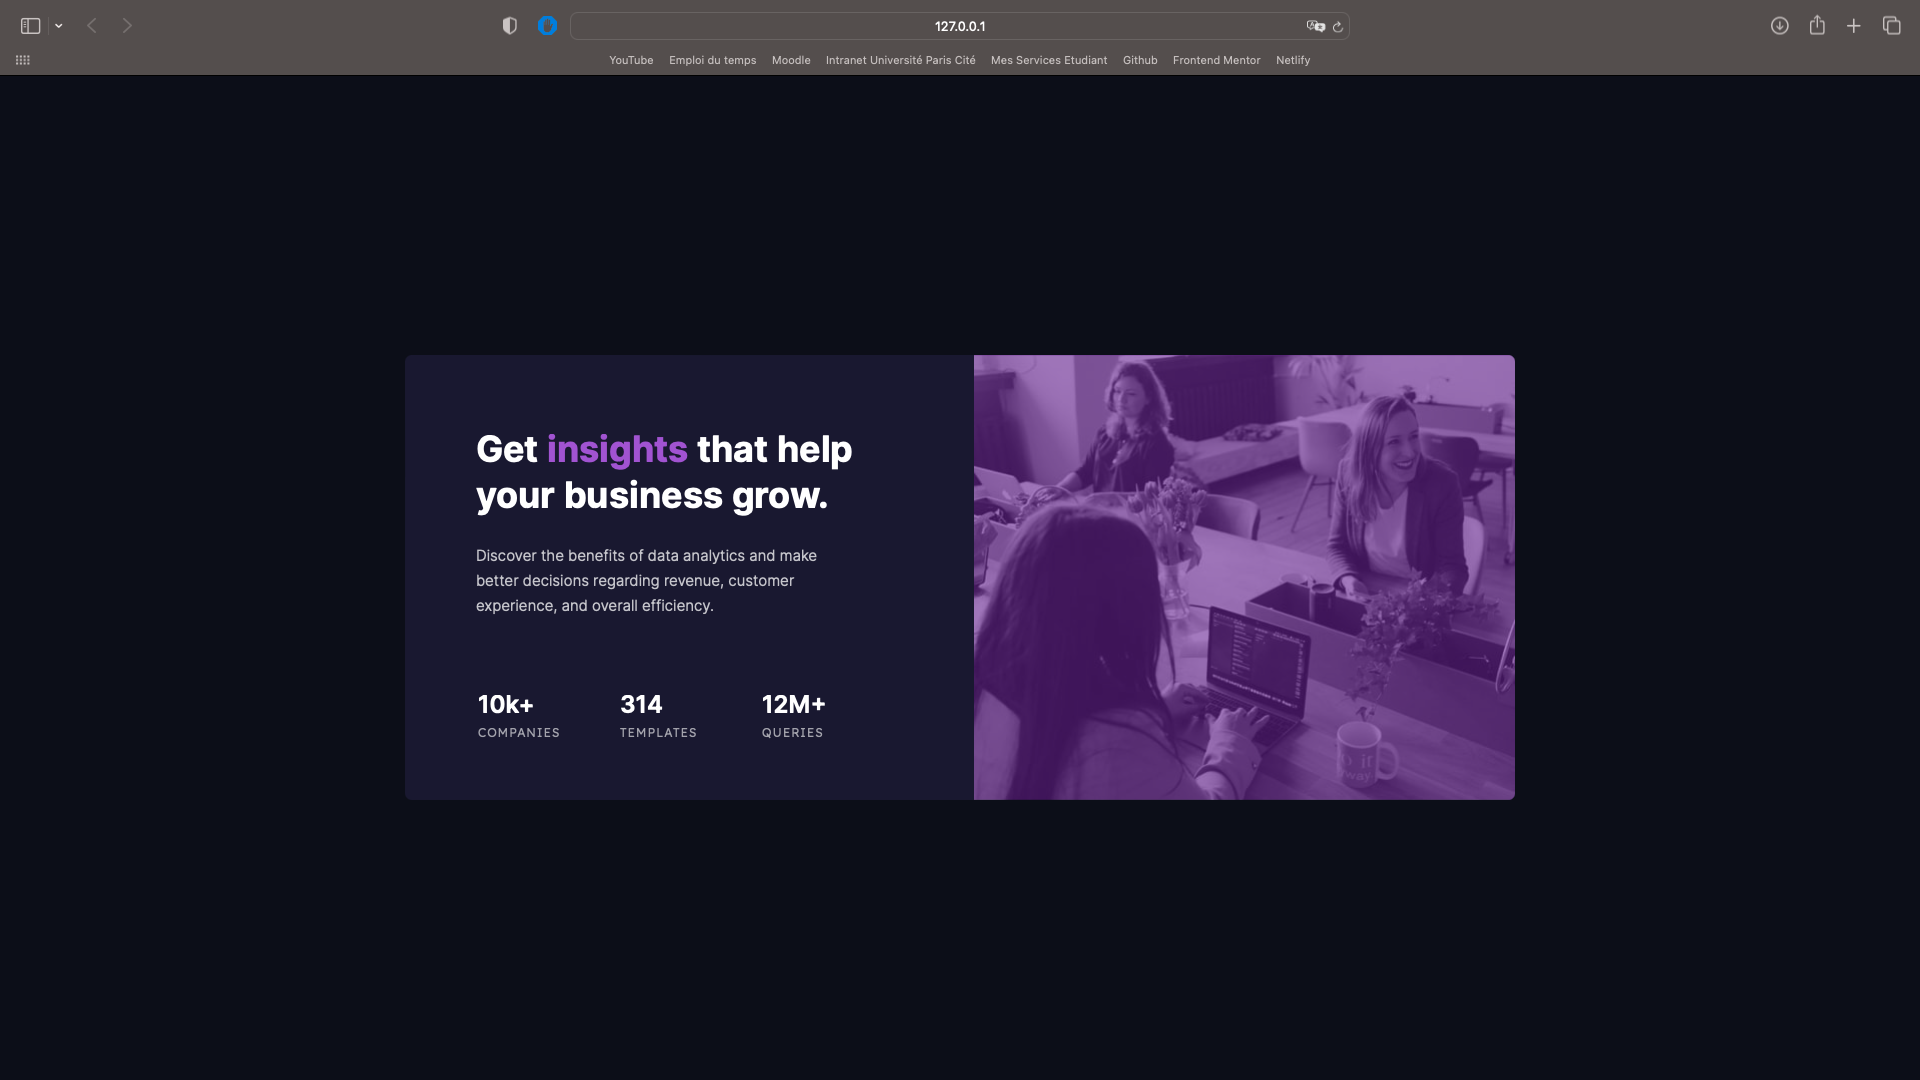 127.0.0.1
YouTube Emploi du temps Moodle Intranet Université Paris Cité Mes Services Etudiant Github Frontend Mentor Netlify
Get insights that help
your business grow.
Discover the benefits of data analytics and make
better decisions regarding revenue, customer
experience, and overall efficiency.
10k+ 314 12M+
COMPANIES TEMPLATES QUERIES